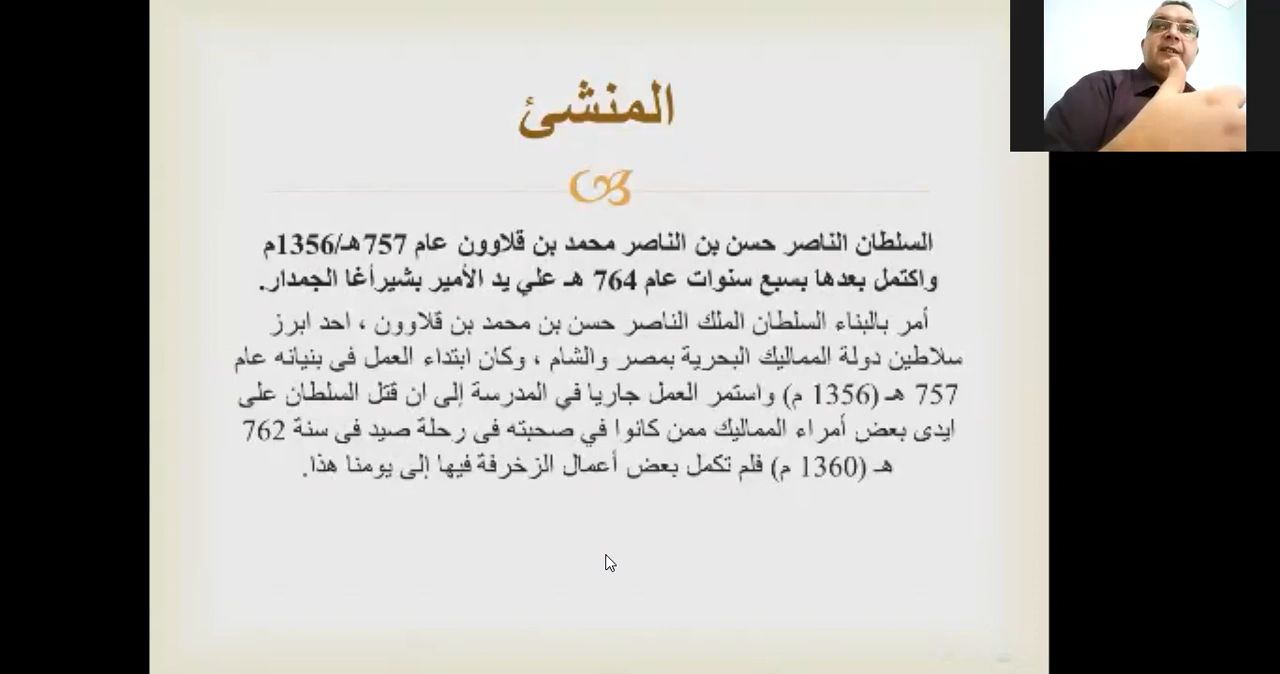 المنشئ
السلطان الناصر حسن بن الناصر محمد بن قلاوون عام 757هـ/1356م
واكتمل بعدها بسبع سنوات عام 764 هـ علي يد الأمير بشيرأغا الجمدار.
أمر بالبناء السلطان الملك الناصر حسن بن محمد بن قلاوون ، احد ابرز
سلاطين دولة المماليك البحرية بمصر والشام ، وكان ابتداء العمل فى بنيانه عام
757 هـ (1356 م) واستمر العمل جاريا في المدرسة إلى ان قتل السلطان على
ايدى بعض أمراء المماليك ممن كانوا في صحبته فى رحلة صيد فى سنة 762
هـ (1360 م) فلم تكمل بعض أعمال الزخرفة فيها إلى يومنا هذا.